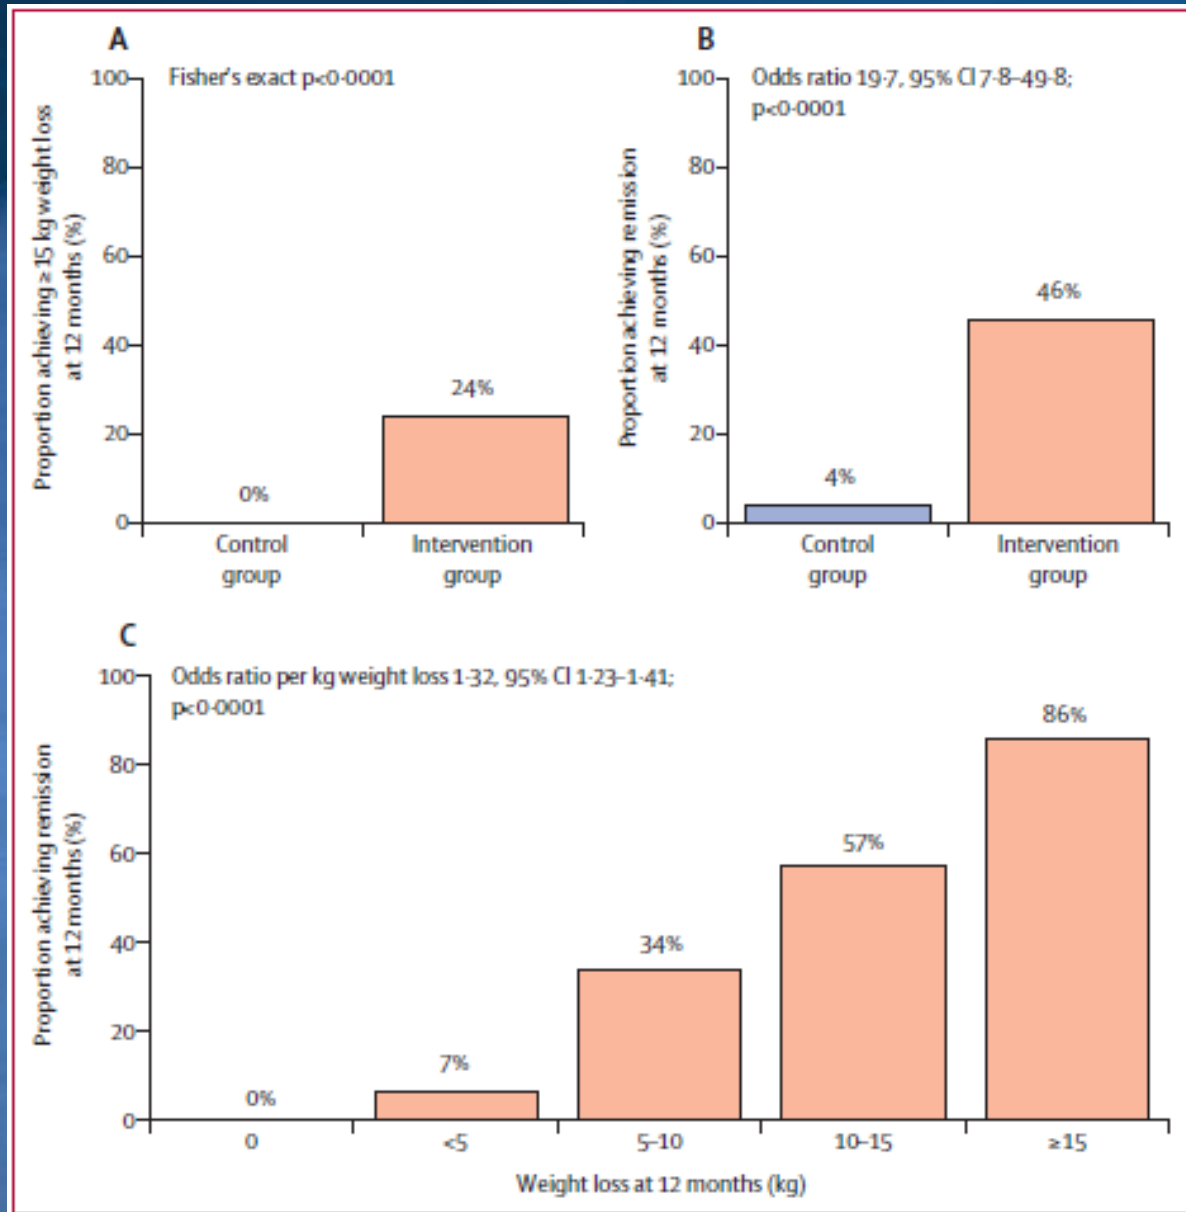 A
Fisher's exact p<0·0001
Proportion achieving ≥15 kg weight loss
at 12 months (%)
100
80
60
40
20
0
0%
24%
Control
group
Intervention
group
B
Odds ratio 19·7, 95% CI 7·8–49·8;
p<0·0001
Proportion achieving remission
at 12 months (%)
100
80
60
40
20
0
4%
46%
Control
group
Intervention
group
C
Odds ratio per kg weight loss 1·32, 95% CI 1·23–1·41;
p<0·0001
Proportion achieving remission
at 12 months (%)
100
80
60
40
20
0
0%
7%
34%
57%
86%
0
<5
5–10
10–15
≥15
Weight loss at 12 months (kg)